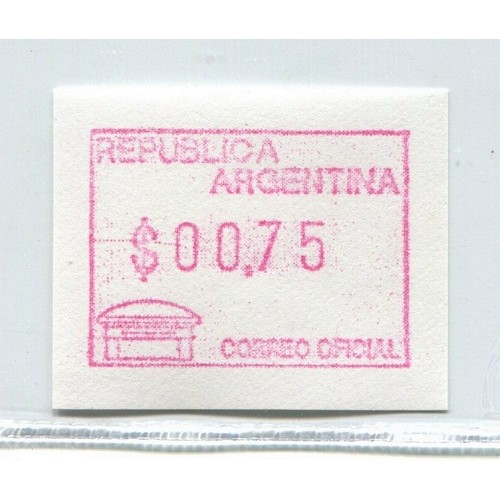 REPUBLICA
ARGENTINA
$00.75
CORREO OFICIAL